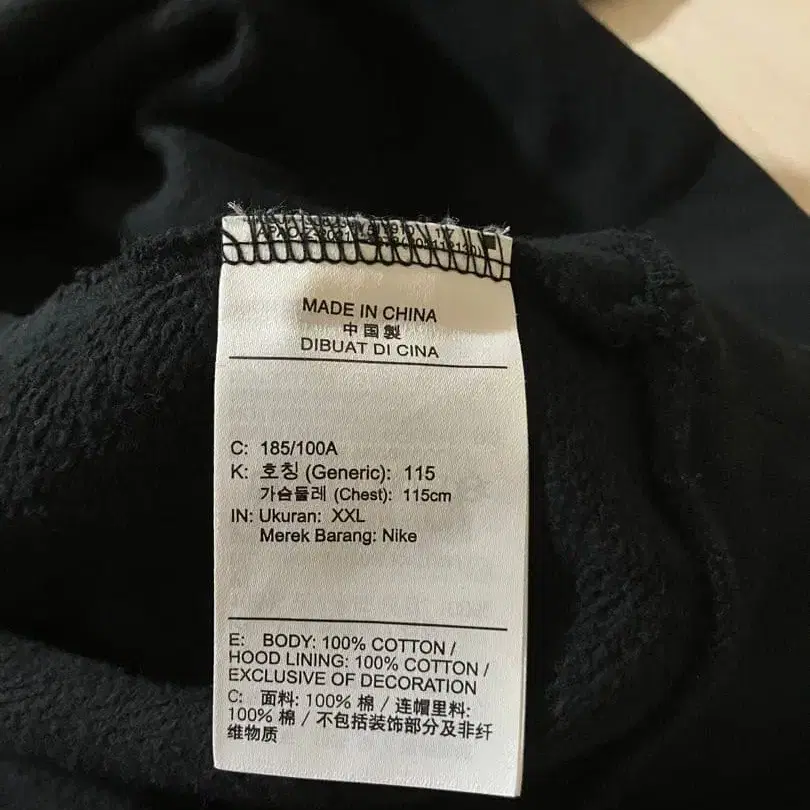 MADE IN CHINA
中国製
DIBUAT DI CINA
C: 185/100A
K: 호칭 (Generic): 115
가슴둘레 (Chest): 115cm
IN: Ukuran: XXL
Merek Barang: Nike
E: BODY: 100% COTTON /
HOOD LINING: 100% COTTON /
EXCLUSIVE OF DECORATION
C: 面料: 100% 棉 / 连帽里料:
100% 棉 / 不包括装饰部分及非纤
维物质